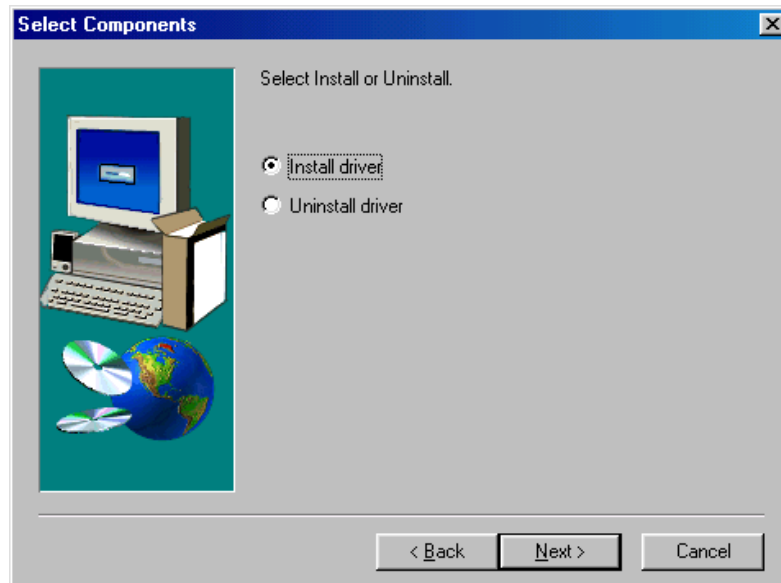 Select Components
Select Install or Uninstall.
Install driver
Uninstall driver
< Back Next > Cancel